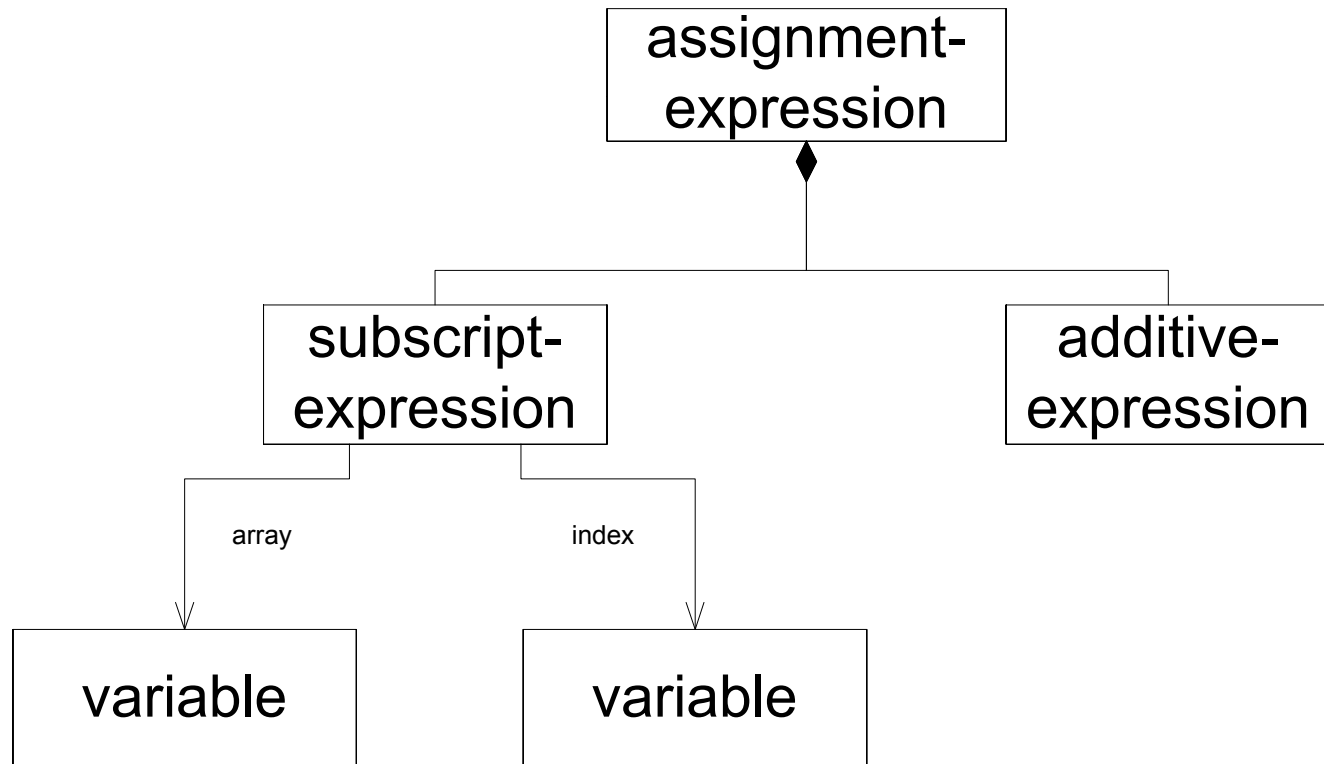 assignment-
expression
subscript-
expression
additive-
expression
array
index
variable
variable